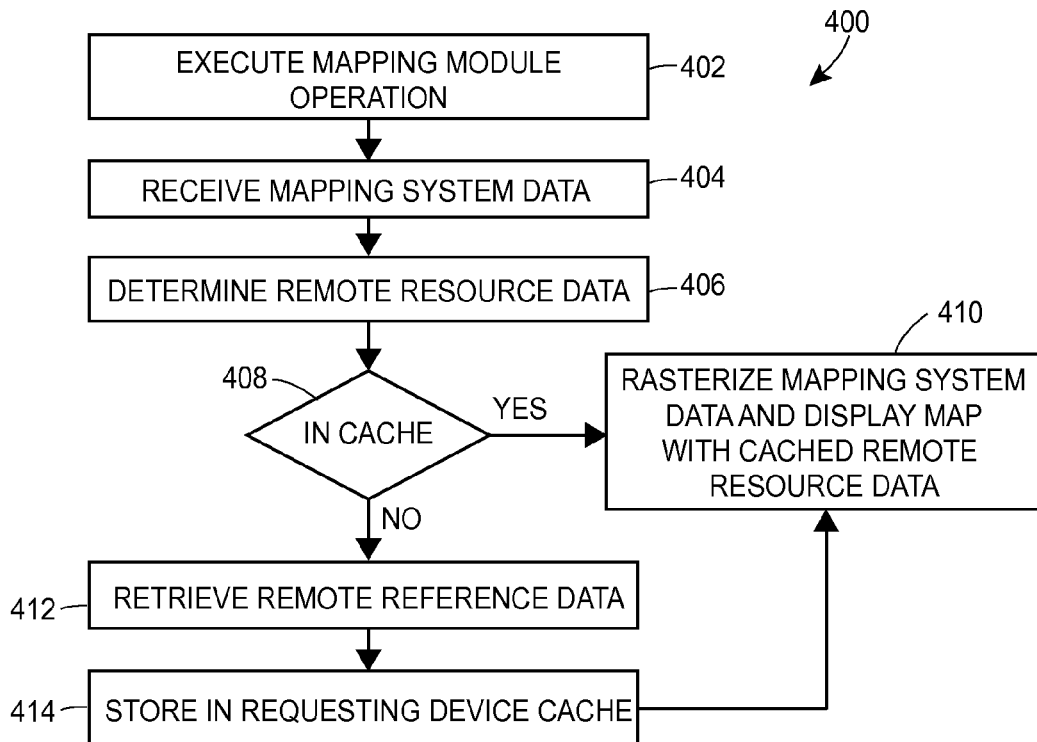 400
EXECUTE MAPPING MODULE
OPERATION
402
RECEIVE MAPPING SYSTEM DATA
404
DETERMINE REMOTE RESOURCE DATA
406
408
IN CACHE
YES
NO
410
RASTERIZE MAPPING SYSTEM
DATA AND DISPLAY MAP
WITH CACHED REMOTE
RESOURCE DATA
412
RETRIEVE REMOTE REFERENCE DATA
414
STORE IN REQUESTING DEVICE CACHE